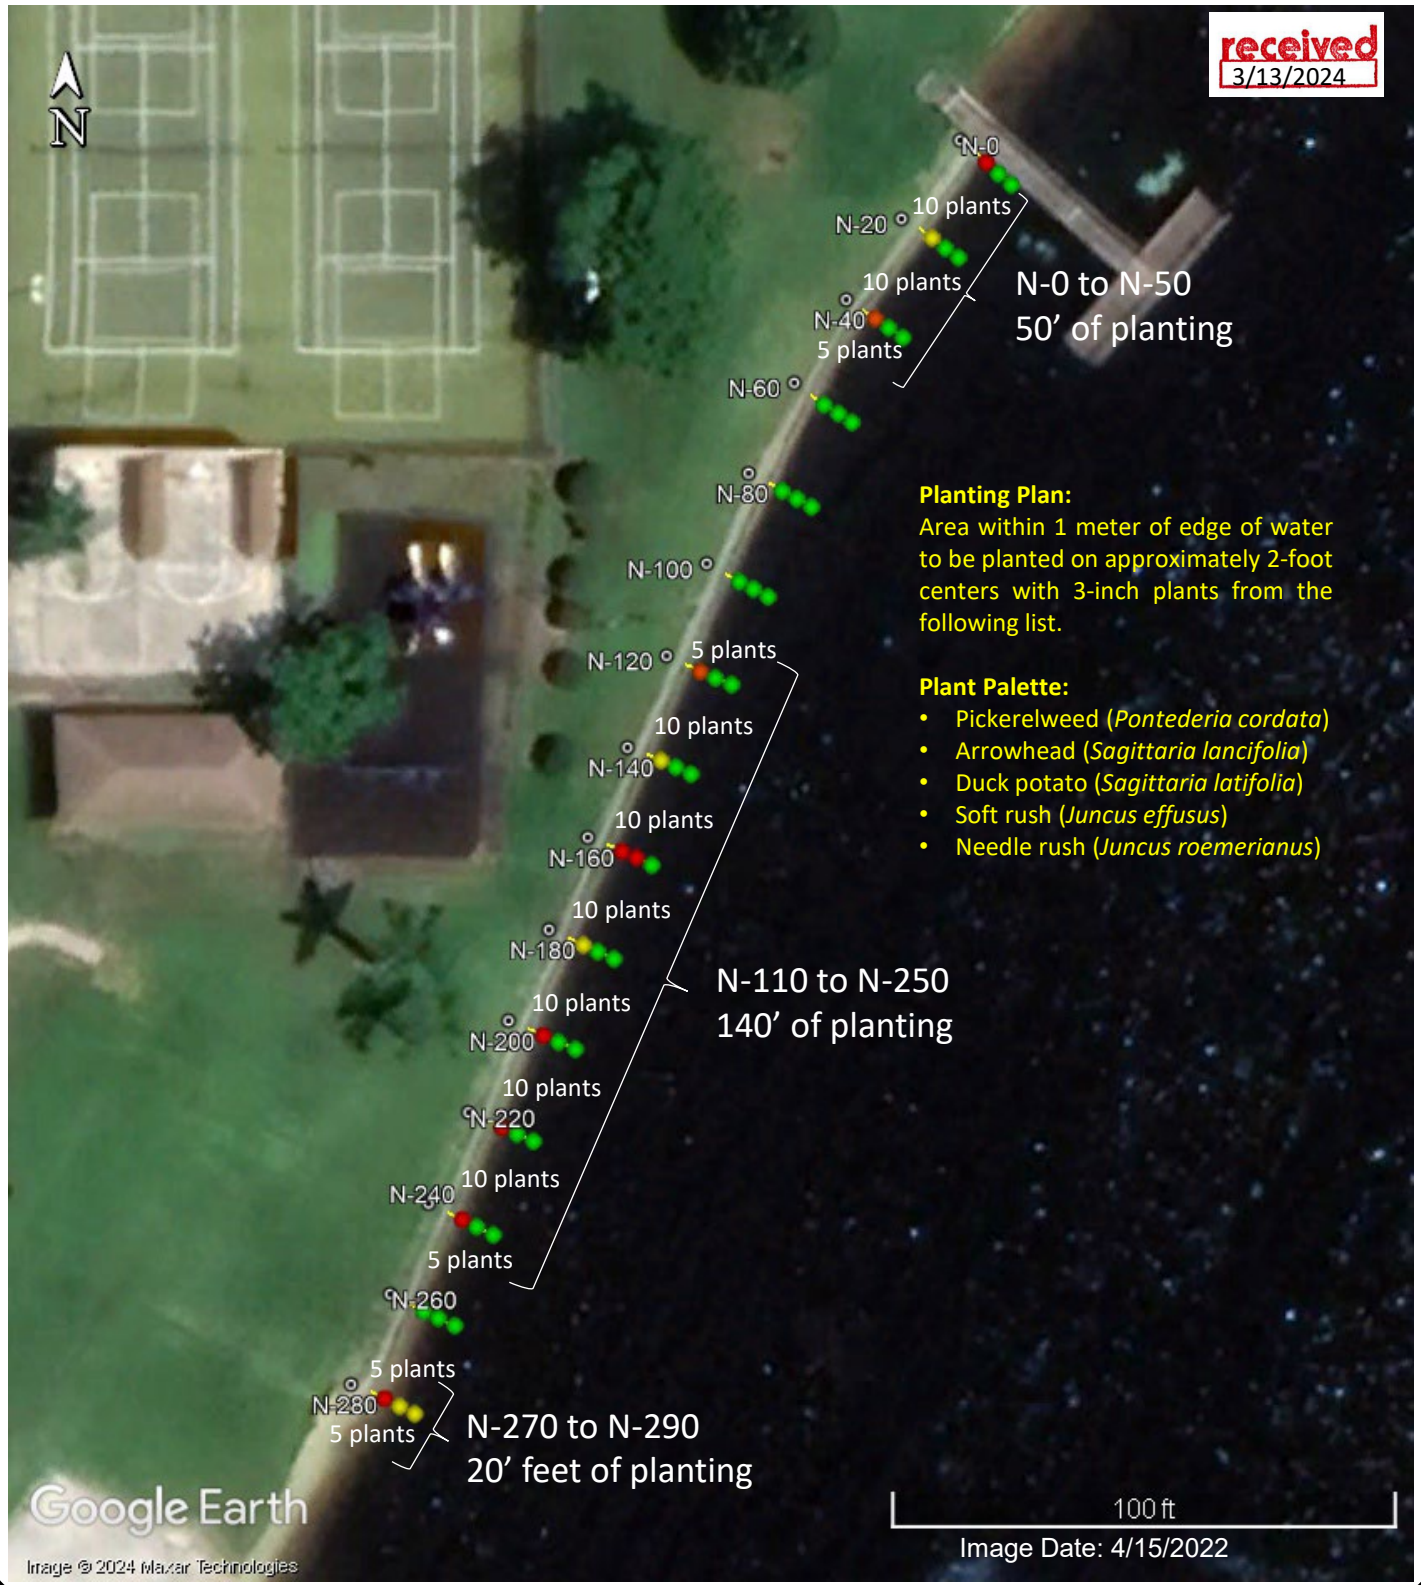 received
3/13/2024
N
N-0
10 plants
N-20
10 plants
N-0 to N-50
50’ of planting
N-40
5 plants
N-60
N-80
Planting Plan:
Area within 1 meter of edge of water
to be planted on approximately 2-foot
centers with 3-inch plants from the
following list.
N-100
5 plants
N-120
Plant Palette:
• Pickerelweed (Pontederia cordata)
• Arrowhead (Sagittaria lancifolia)
• Duck potato (Sagittaria latifolia)
• Soft rush (Juncus effusus)
• Needle rush (Juncus roemerianus)
10 plants
N-140
10 plants
N-160
10 plants
N-180
N-110 to N-250
140’ of planting
10 plants
N-200
10 plants
N-220
10 plants
N-240
5 plants
N-260
5 plants
N-280
5 plants
N-270 to N-290
20’ feet of planting
Google Earth
100 ft
Image Date: 4/15/2022
Image © 2024 Maxar Technologies